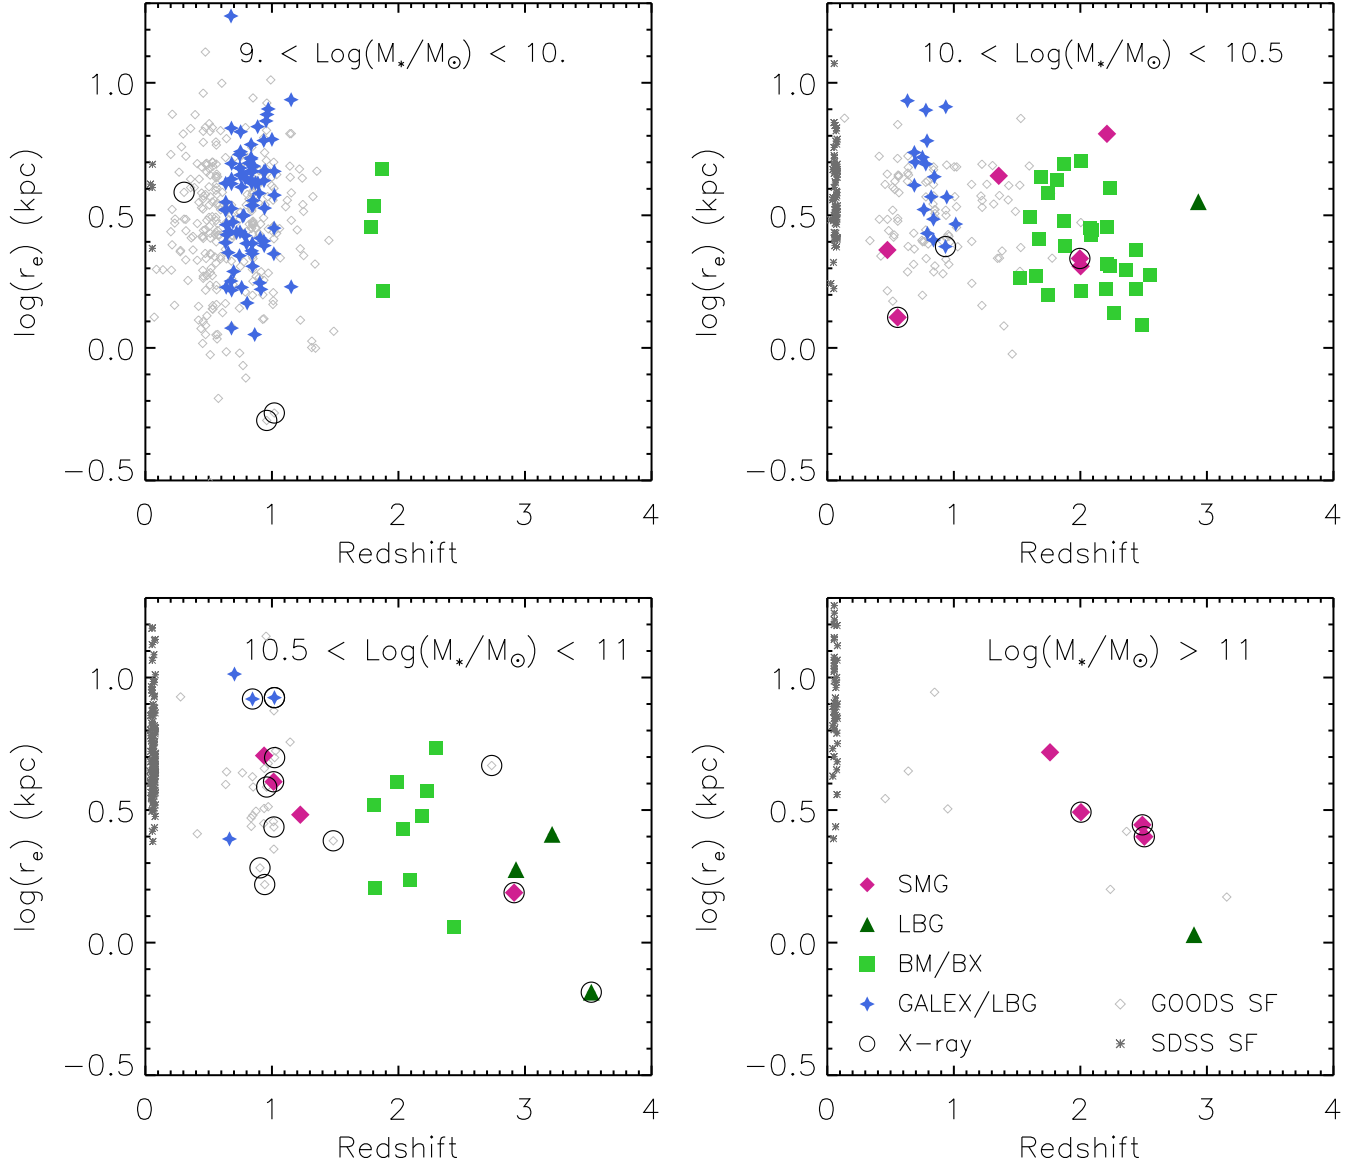 9. < Log(M*/M☉) < 10.
log(re) (kpc)
1.0
0.5
0.0
−0.5
0 1 2 3 4
Redshift
10. < Log(M*/M☉) < 10.5
log(re) (kpc)
1.0
0.5
0.0
−0.5
0 1 2 3 4
Redshift
10.5 < Log(M*/M☉) < 11
log(re) (kpc)
1.0
0.5
0.0
−0.5
0 1 2 3 4
Redshift
Log(M*/M☉) > 11
log(re) (kpc)
1.0
0.5
0.0
−0.5
SMG
LBG
BM/BX
GALEX/LBG
X−ray
GOODS SF
SDSS SF
0 1 2 3 4
Redshift